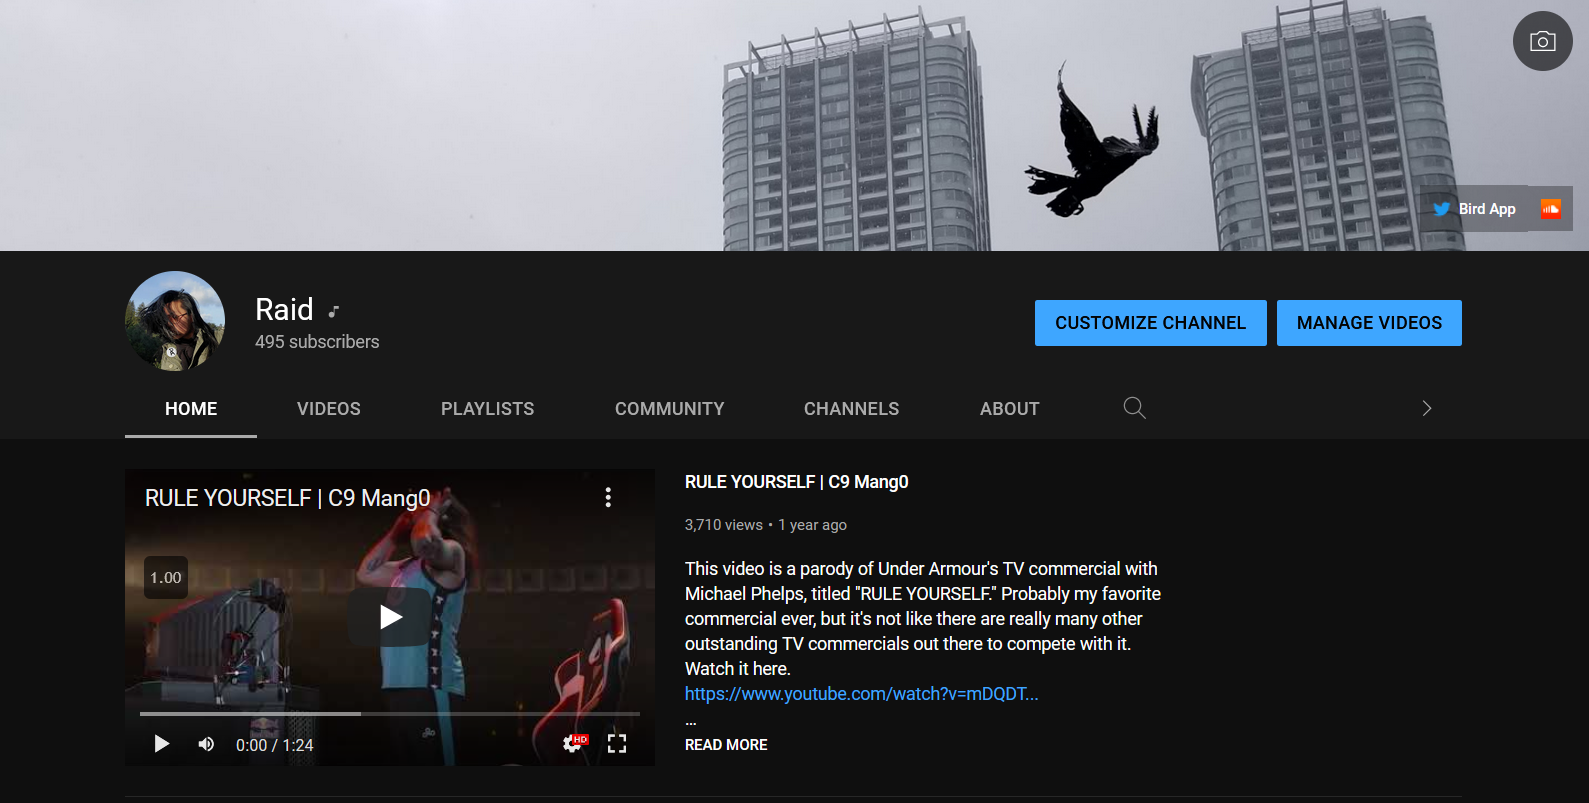 Bird App
Raid
495 subscribers
CUSTOMIZE CHANNEL
MANAGE VIDEOS
HOME
VIDEOS
PLAYLISTS
COMMUNITY
CHANNELS
ABOUT
RULE YOURSELF | C9 Mang0
1.00
0:00 / 1:24
HD
RULE YOURSELF | C9 Mang0
3,710 views • 1 year ago
This video is a parody of Under Armour's TV commercial with
Michael Phelps, titled "RULE YOURSELF." Probably my favorite
commercial ever, but it's not like there are really many other
outstanding TV commercials out there to compete with it.
Watch it here.
https://www.youtube.com/watch?v=mDQDT...
...
READ MORE